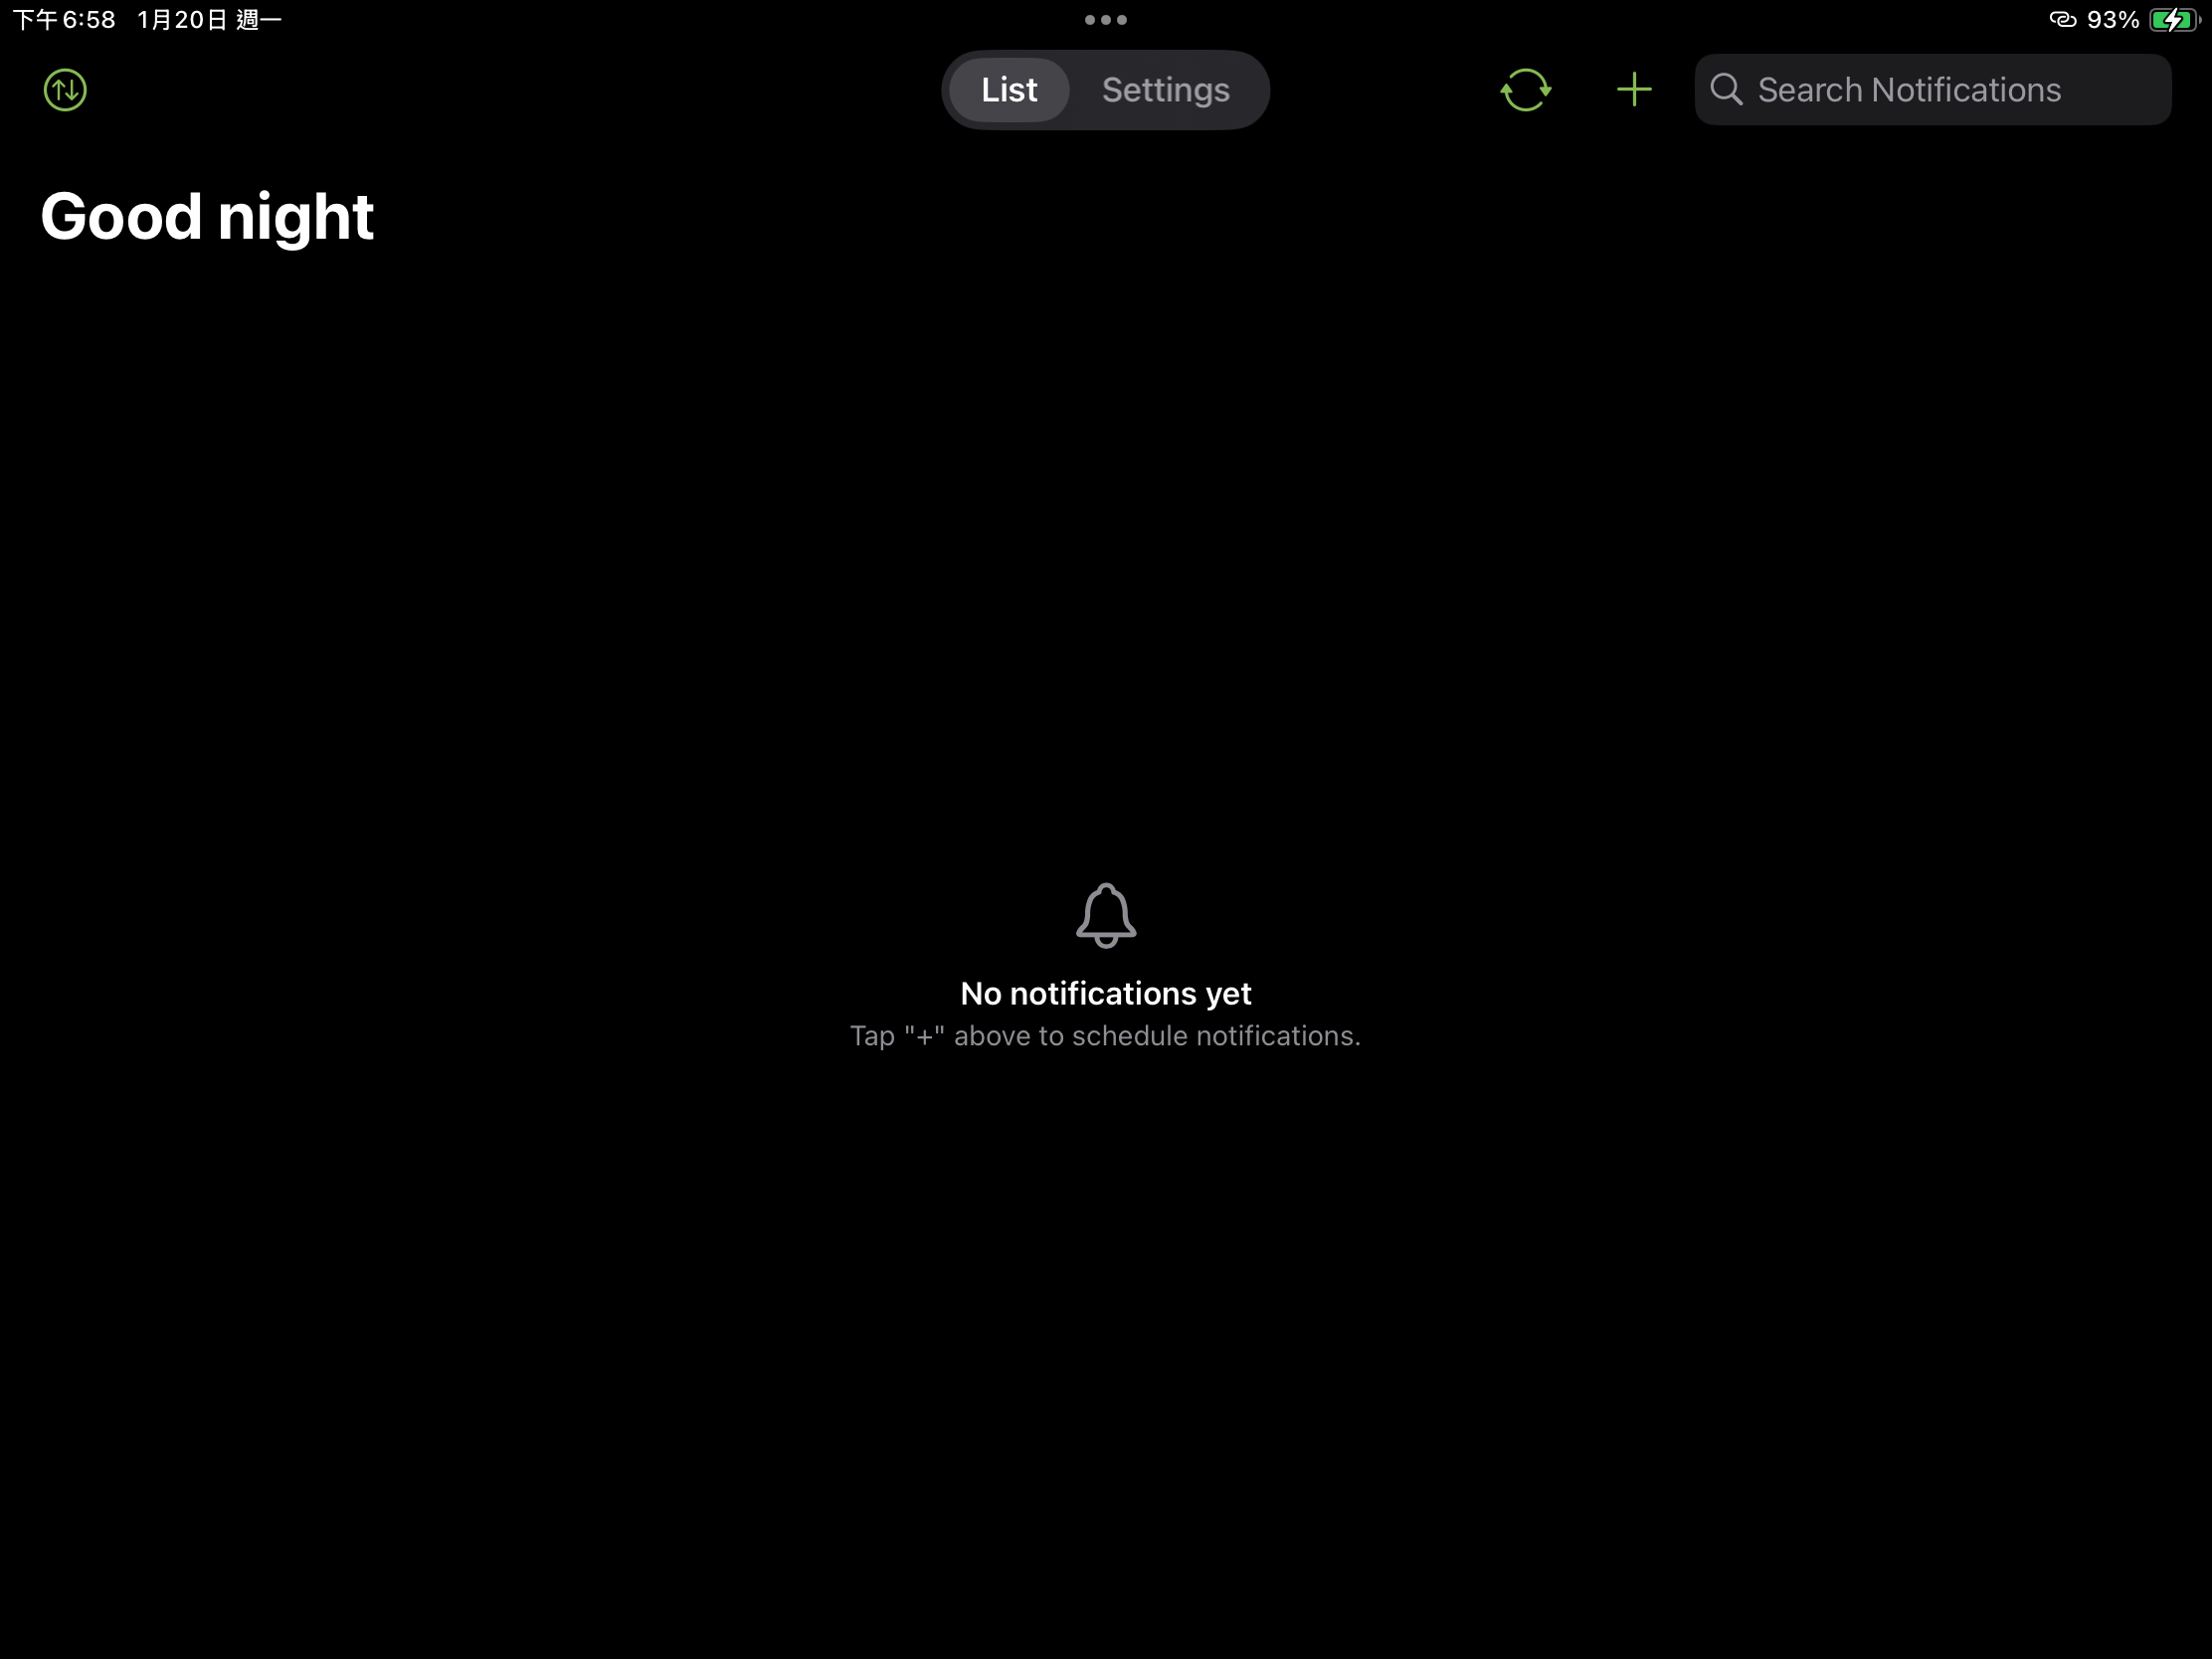 下午6:58 1月20日 週一
93%
List Settings
Search Notifications
Good night
No notifications yet
Tap "+" above to schedule notifications.